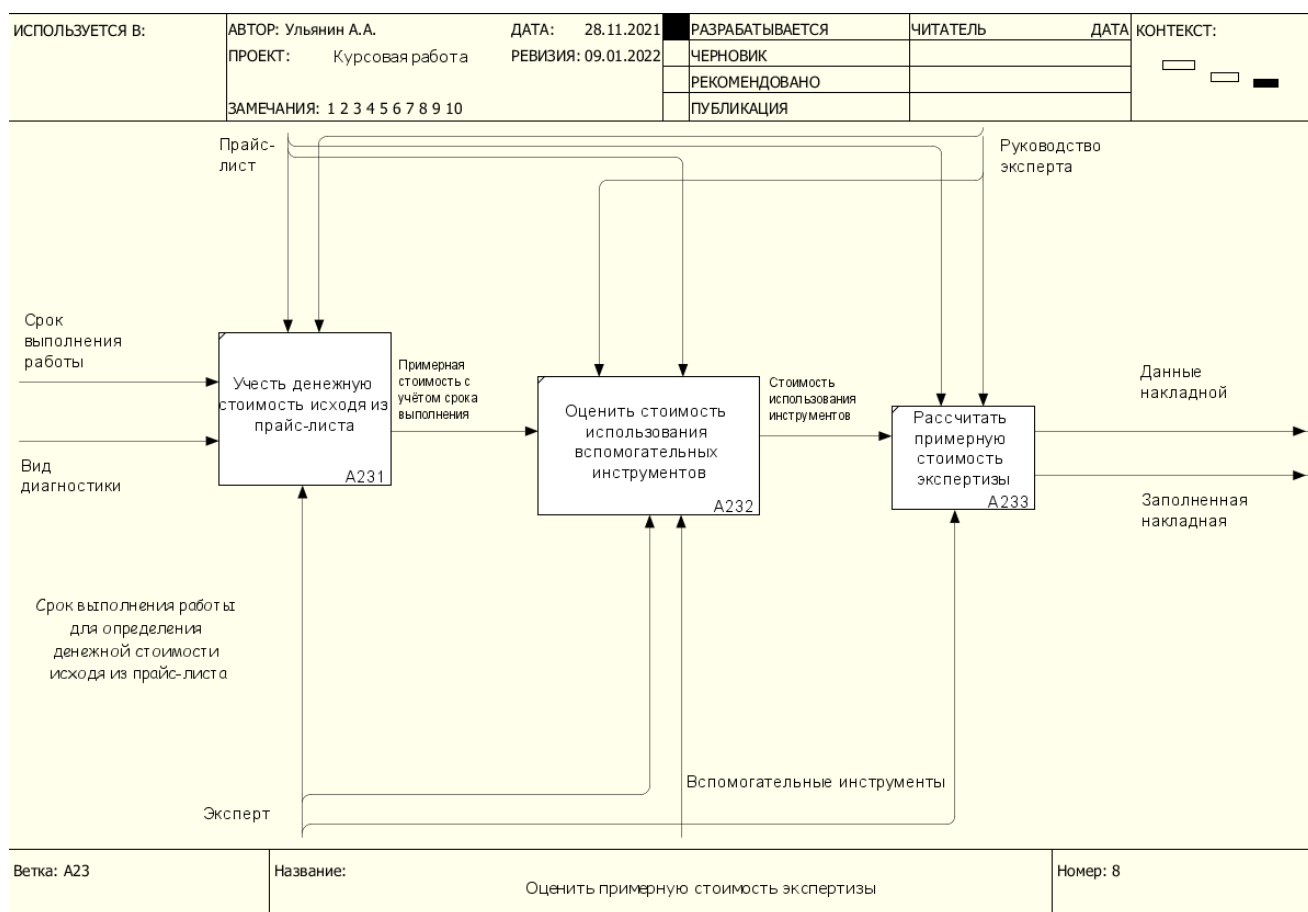 ИСПОЛЬЗУЕТСЯ В:
АВТОР: Ульянин А.А.
ДАТА: 28.11.2021
РАЗРАБАТЫВАЕТСЯ
ЧИТАТЕЛЬ
ДАТА
КОНТЕКСТ:
ПРОЕКТ: Курсовая работа
РЕВИЗИЯ: 09.01.2022
ЧЕРНОВИК
РЕКОМЕНДОВАНО
ЗАМЕЧАНИЯ: 1 2 3 4 5 6 7 8 9 10
ПУБЛИКАЦИЯ
Прайс-
лист
Руководство
эксперта
Срок
выполнения
работы
Вид
диагностики
Учесть денежную
стоимость исходя из
прайс-листа
A231
Примерная
стоимость с
учётом срока
выполнения
Оценить стоимость
использования
вспомогательных
инструментов
A232
Стоимость
использования
инструментов
Рассчитать
примерную
стоимость
экспертизы
A233
Данные
накладной
Заполненная
накладная
Срок выполнения работы
для определения
денежной стоимости
исходя из прайс-листа
Эксперт
Вспомогательные инструменты
Ветка: A23
Название:
Оценить примерную стоимость экспертизы
Номер: 8